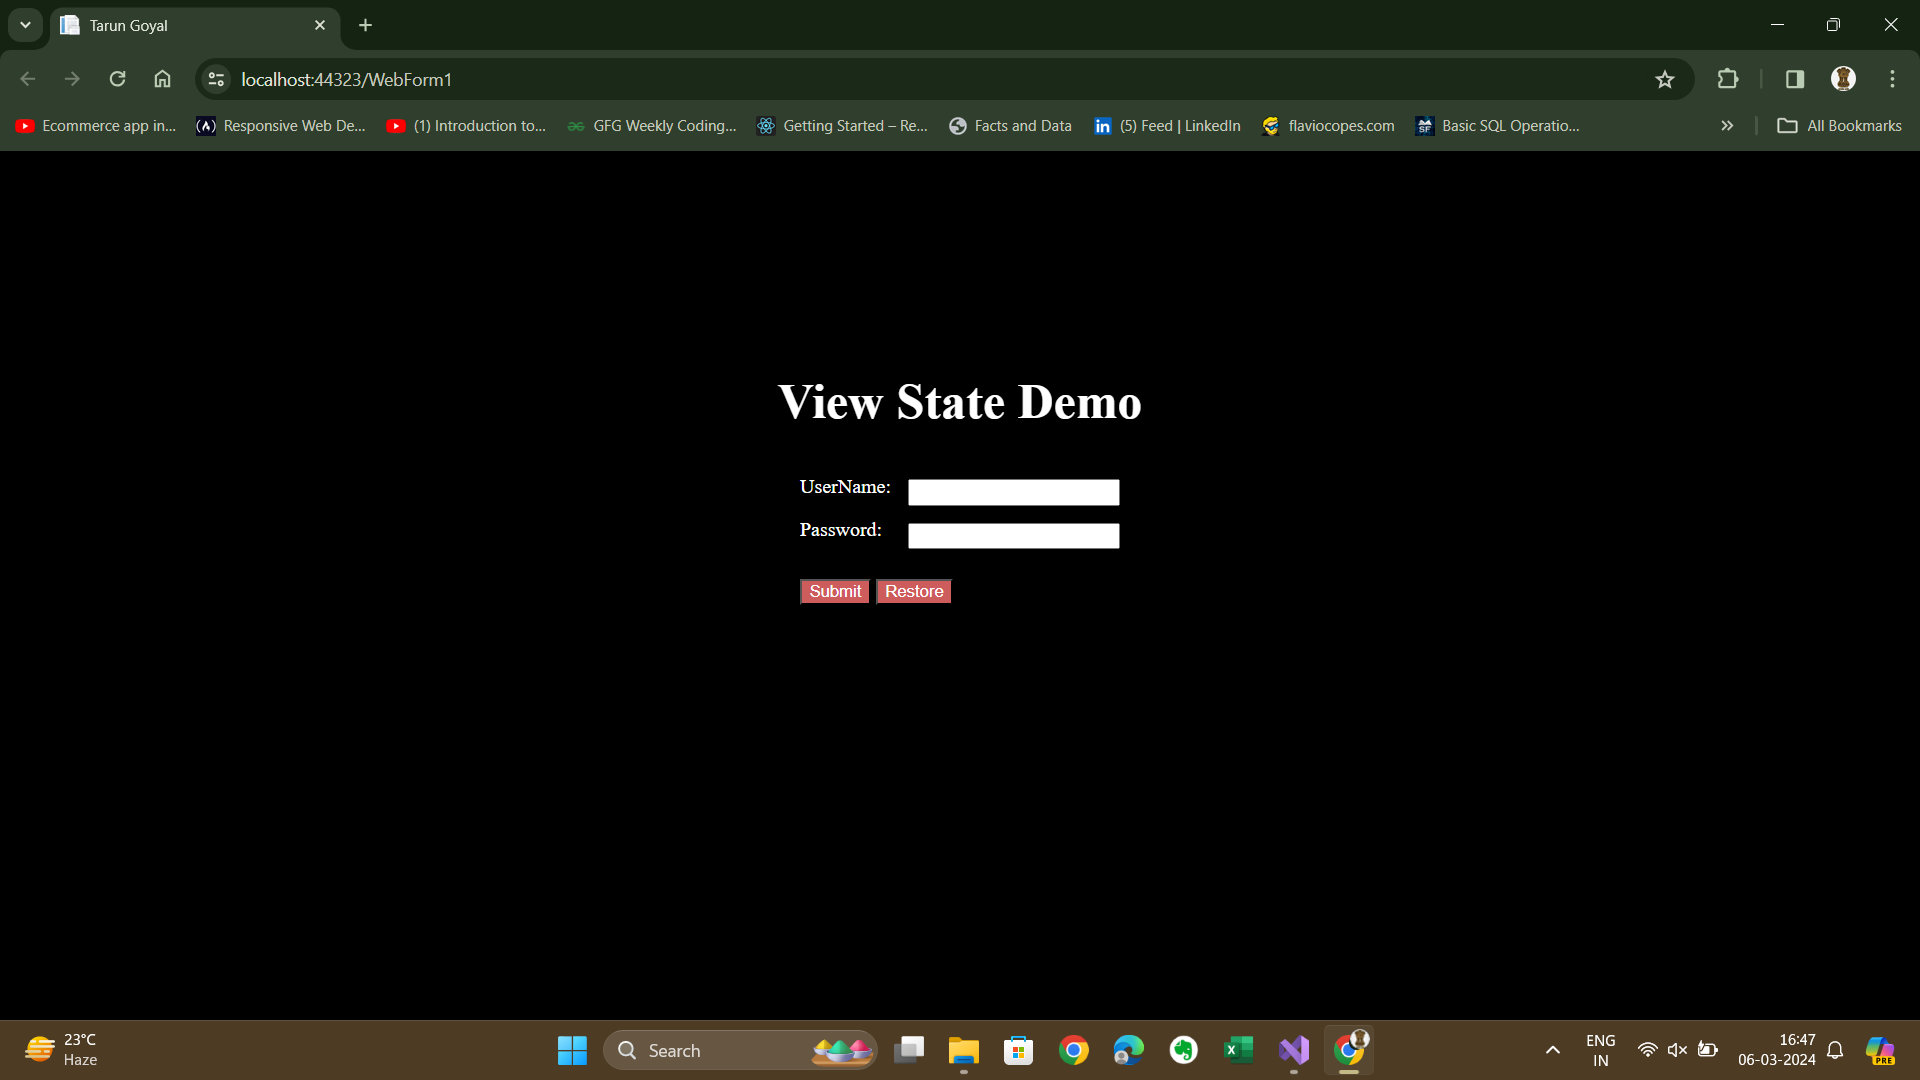 Tarun Goyal
localhost:44323/WebForm1
Ecommerce app in... Responsive Web De... (1) Introduction to... GFG Weekly Coding... Getting Started – Re... Facts and Data (5) Feed | LinkedIn flaviocopes.com Basic SQL Operatio... All Bookmarks
View State Demo
UserName:
Password:
Submit Restore
23°C
Haze
Search
ENG
IN
16:47
06-03-2024
PRE